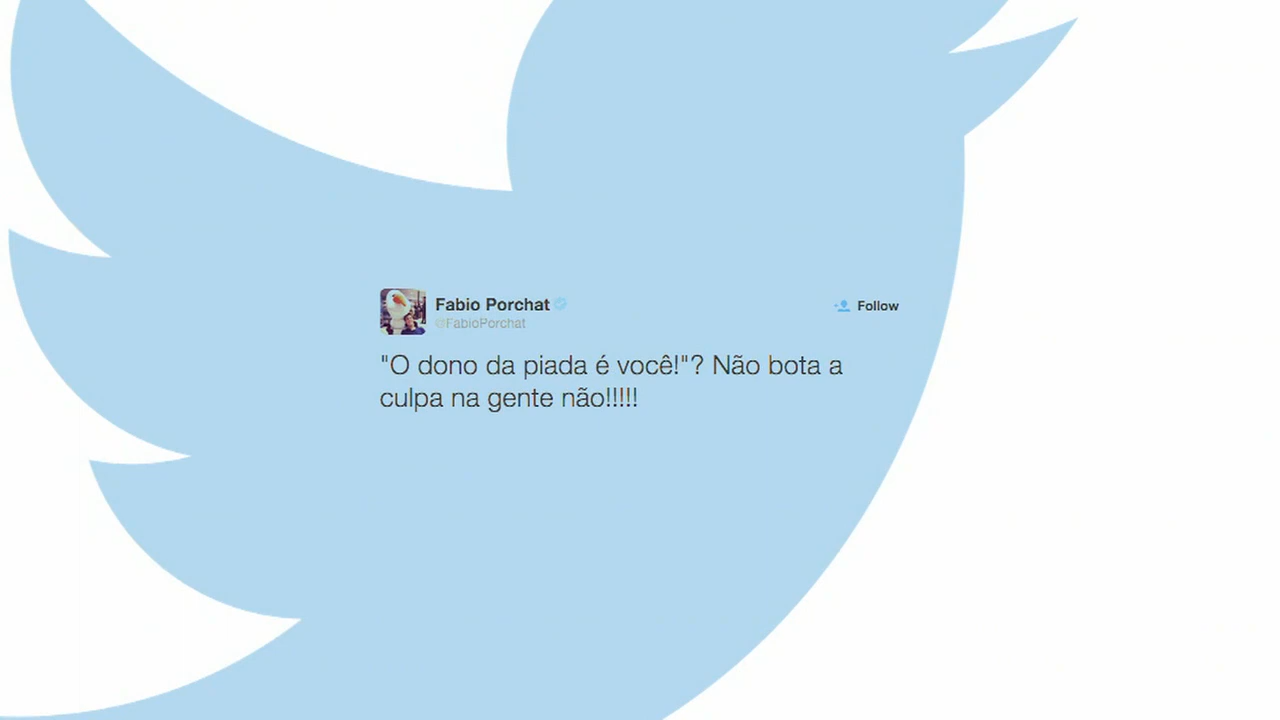 Fabio Porchat
@FabioPorchat
Follow
"O dono da piada é você!"? Não bota a
culpa na gente não!!!!!